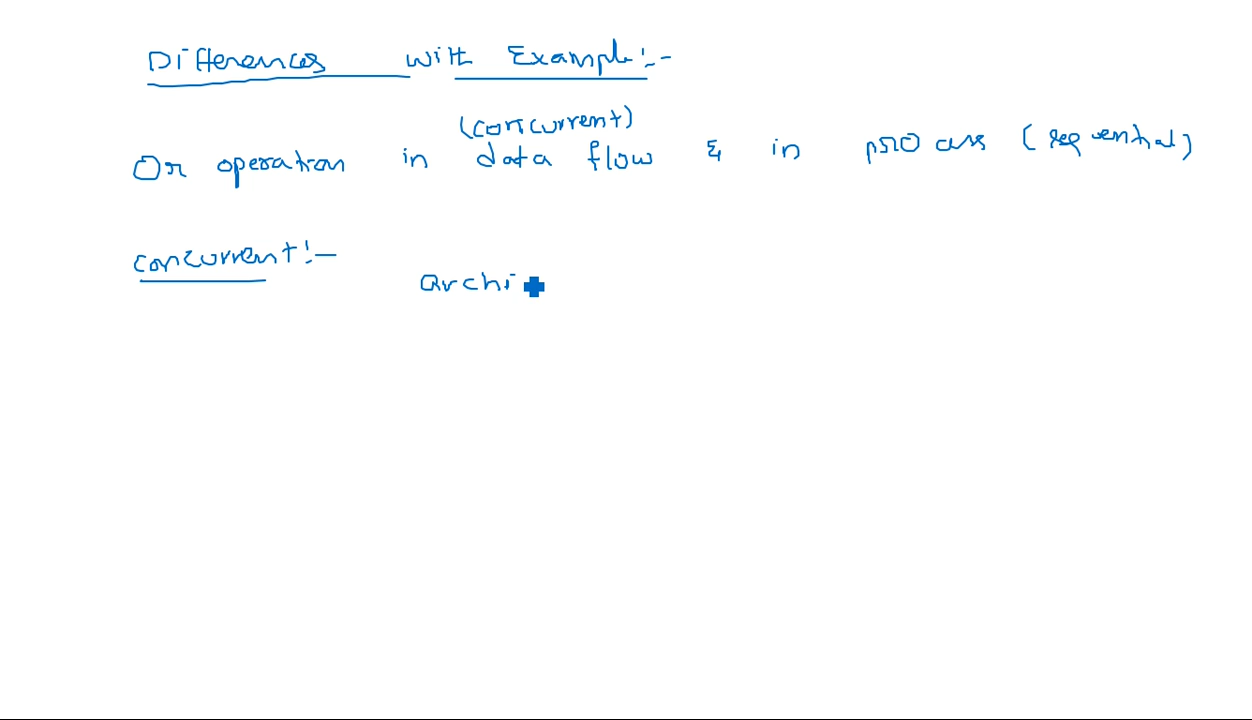 Differences with Example:-
(concurrent)
Or operation in data flow & in process (sequential)
concurrent:-
archi